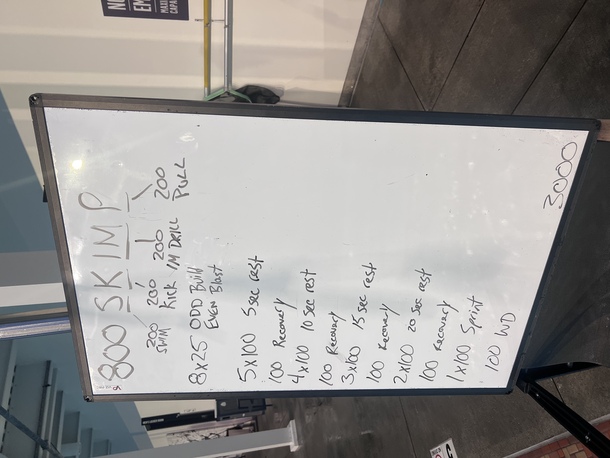 800 SKIMP
200 200 200 200
SWIM Kick IM DRILL PULL
8x25 ODD Build
EVEN Blast
5x100 5 sec rest
100 Recovery
4x100 10 sec rest
100 Recovery
3x100 15 sec rest
100 Recovery
2x100 20 sec rest
100 Recovery
1x100 Sprint
100 WD
3000